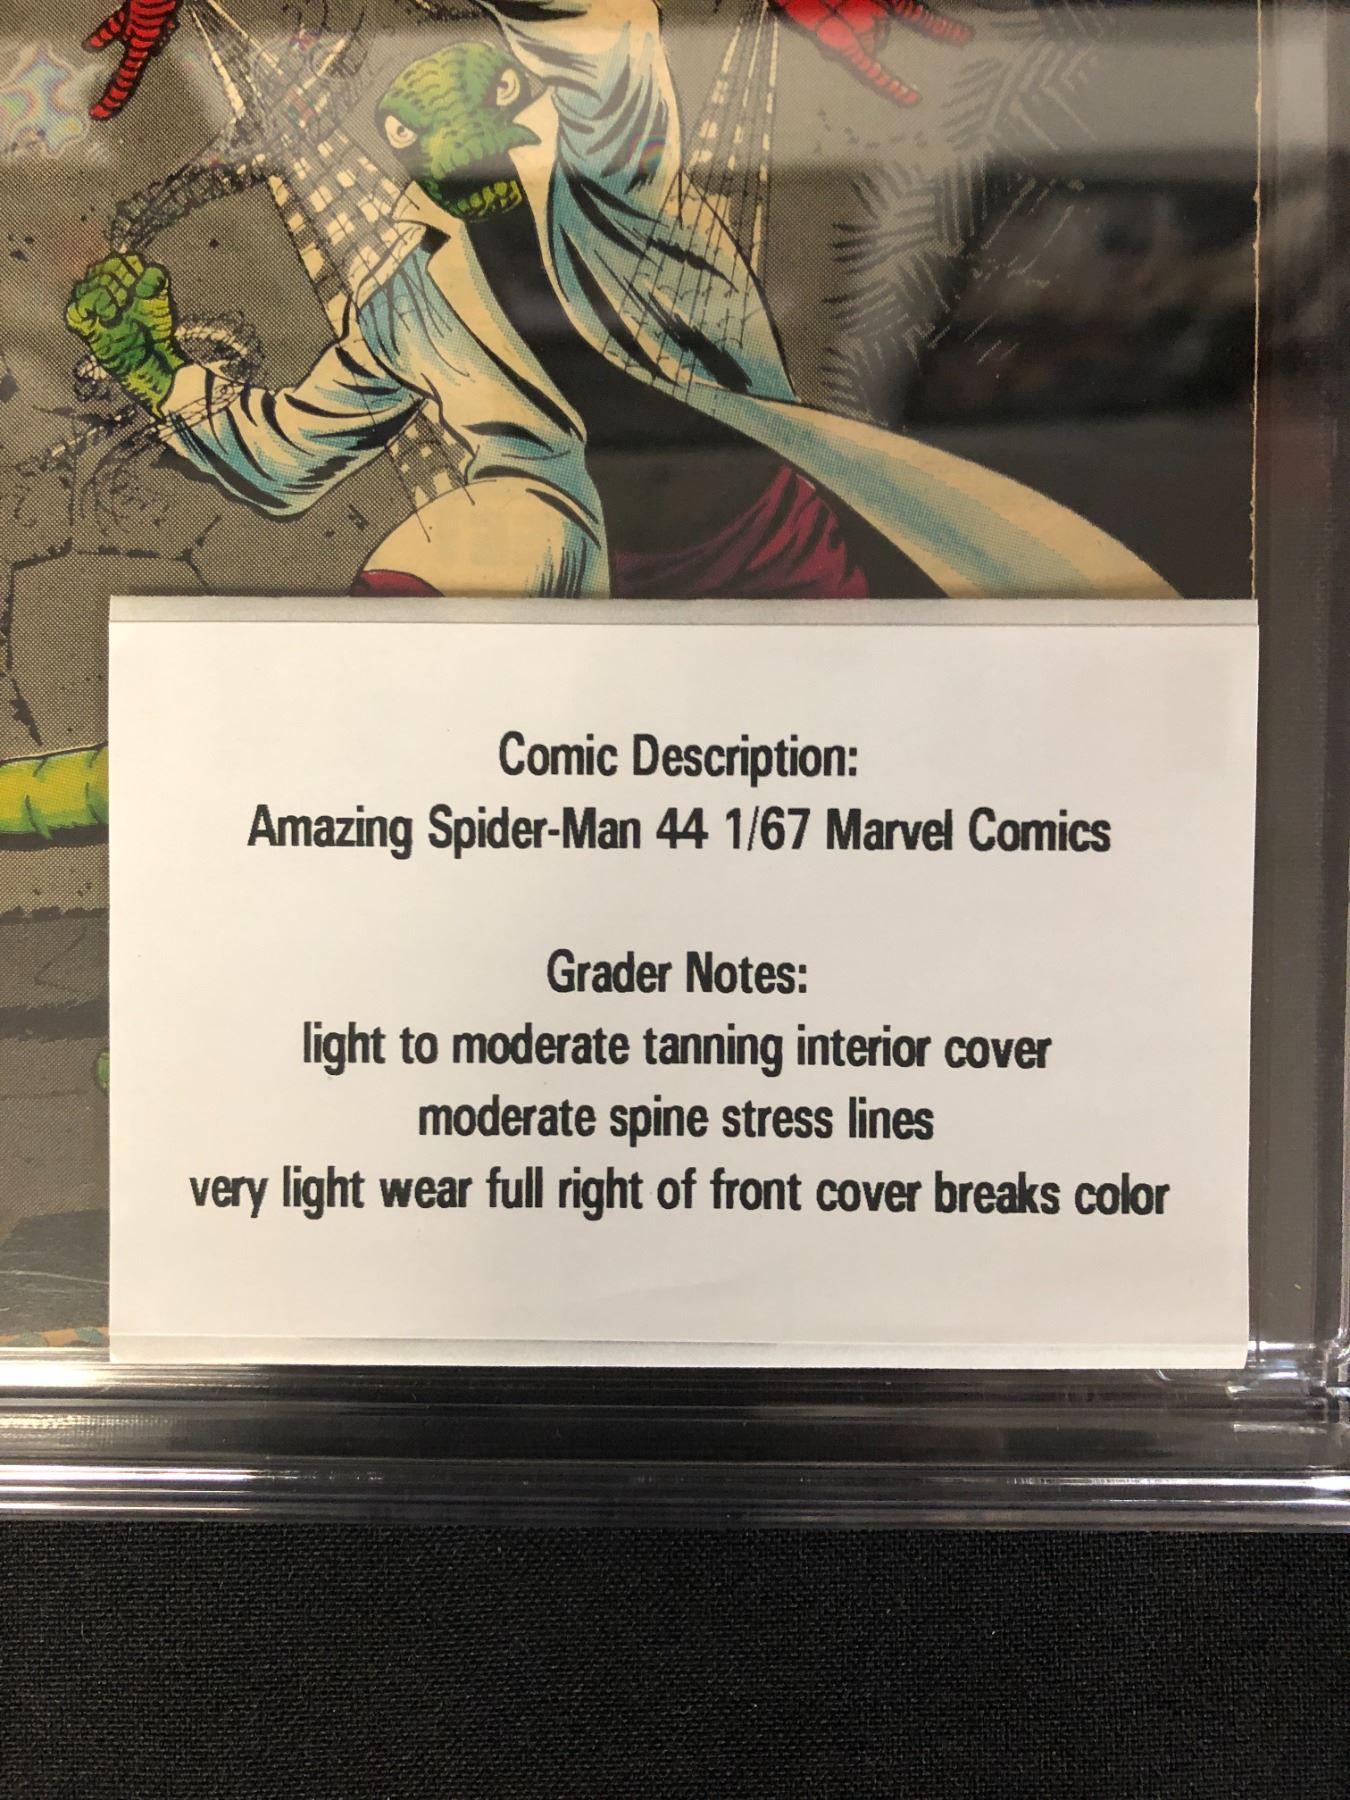 Comic Description:
Amazing Spider-Man 44 1/67 Marvel Comics
Grader Notes:
light to moderate tanning interior cover
moderate spine stress lines
very light wear full right of front cover breaks color